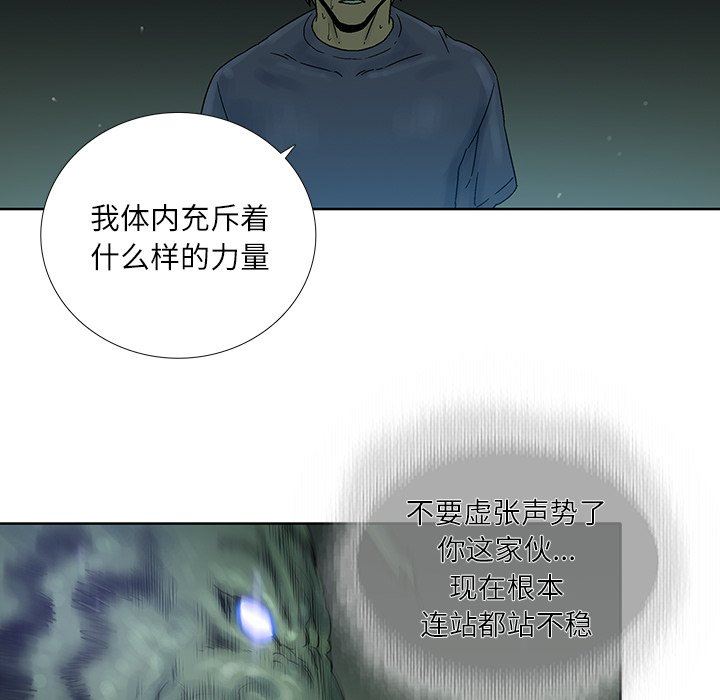 我体内充斥着
什么样的力量
不要虚张声势了
你这家伙...
现在根本
连站都站不稳